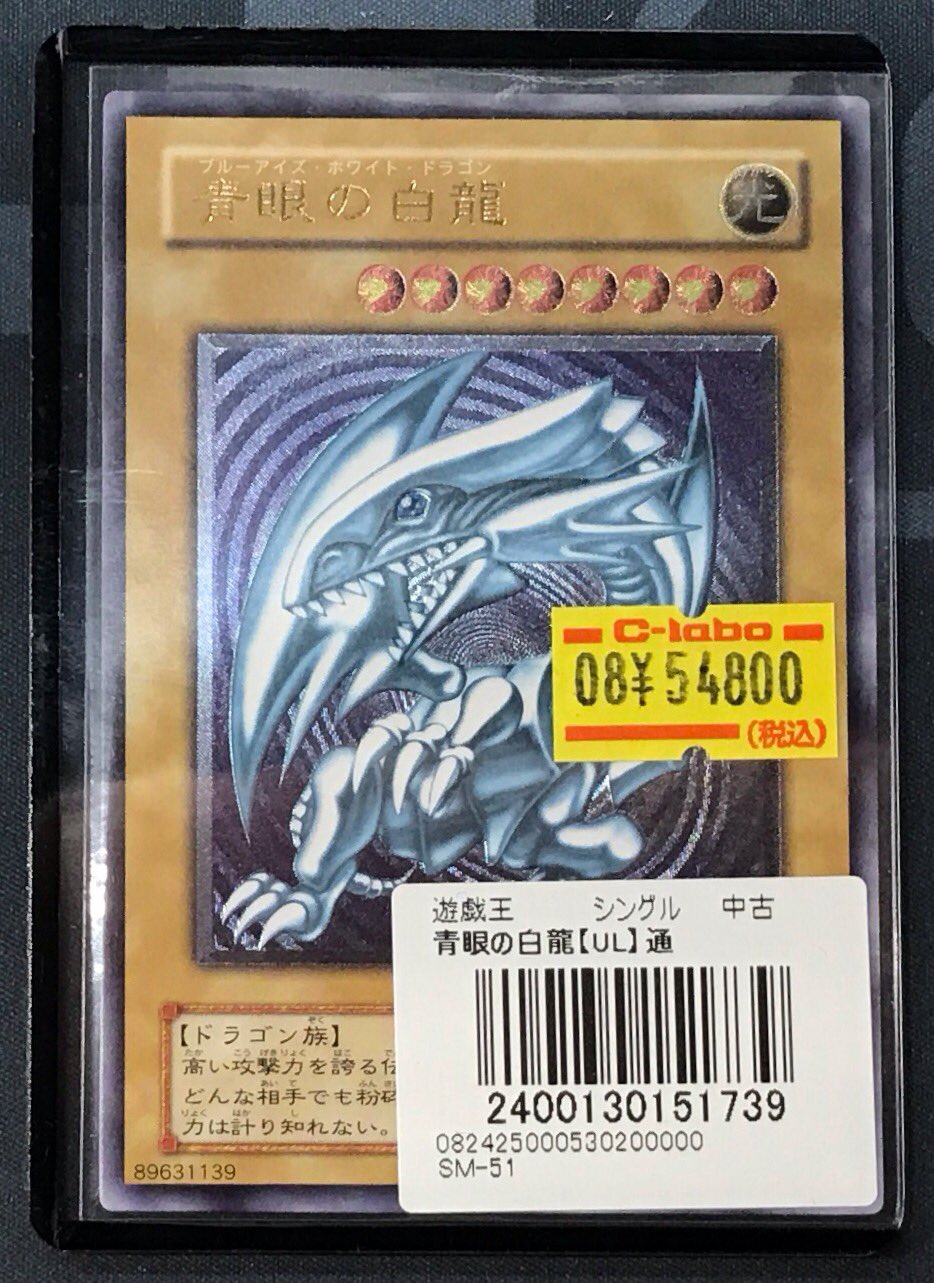 ブルーアイズ・ホワイト・ドラゴン
青眼の白龍
光
C-labo
08¥54800
(税込)
遊戯王 シングル 中古
青眼の白龍【UL】通
2400130151739
082425000530200000
SM-51
【ドラゴン族】
高い攻撃力を誇る伝
どんな相手でも粉砕
力は計り知れない。
89631139